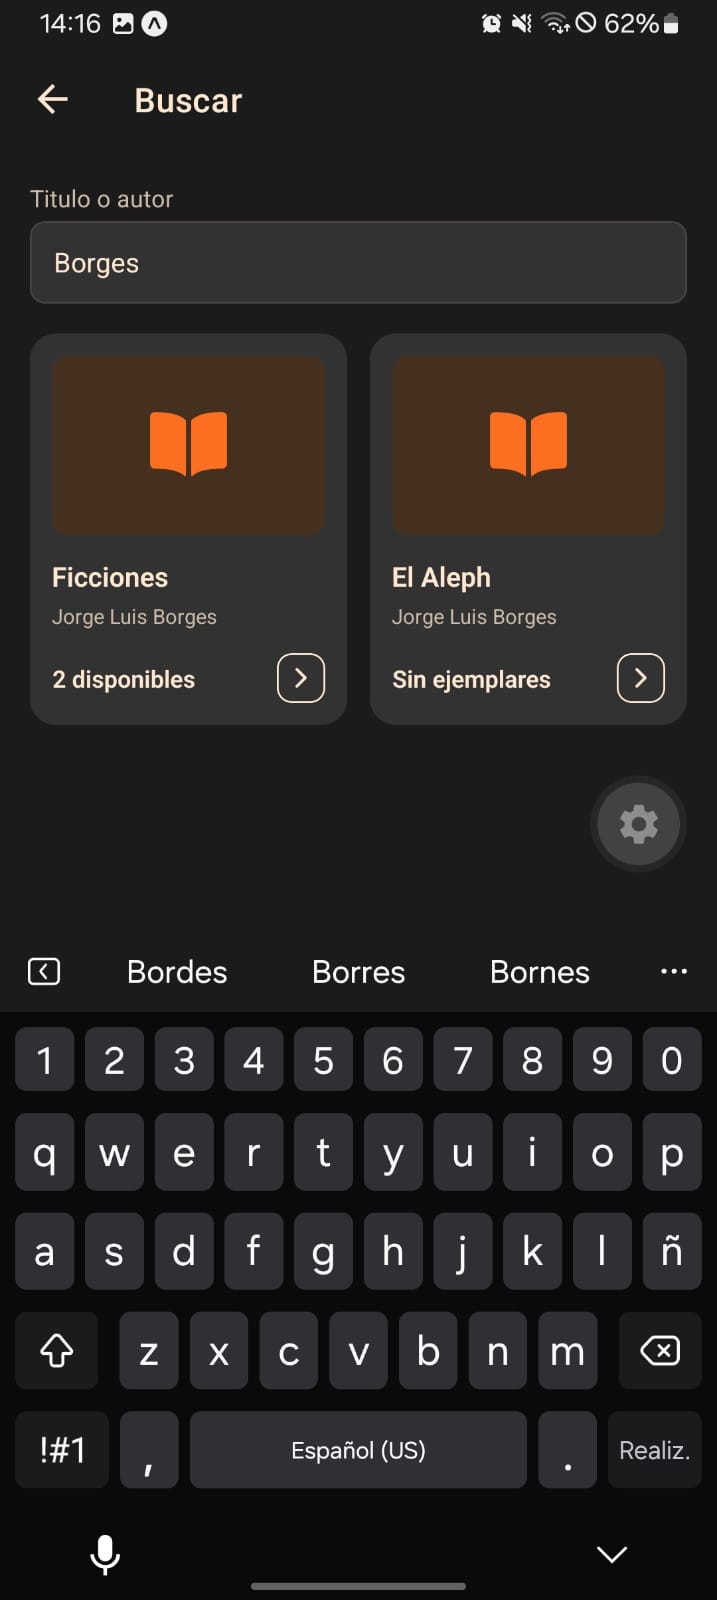 14:16 62%
Buscar
Titulo o autor
Borges
Ficciones El Aleph
Jorge Luis Borges Jorge Luis Borges
2 disponibles Sin ejemplares
Bordes Borres Bornes ...
1 2 3 4 5 6 7 8 9 0
q w e r t y u i o p
a s d f g h j k l ñ
z x c v b n m
!#1 , Español (US) . Realiz.